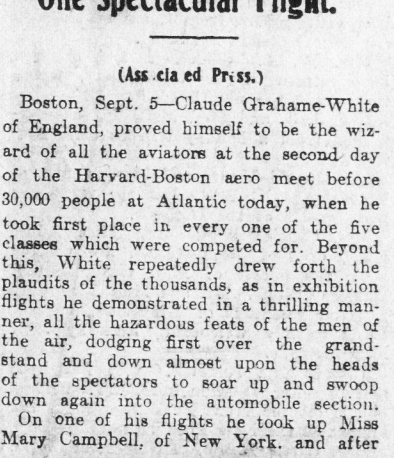 One Spectacular Flight.
(Ass cia ed Press.)
Boston, Sept. 5—Claude Grahame-White
of England, proved himself to be the wiz-
ard of all the aviators at the second day
of the Harvard-Boston aero meet before
30,000 people at Atlantic today, when he
took first place in every one of the five
classes which were competed for. Beyond
this, White repeatedly drew forth the
plaudits of the thousands, as in exhibition
flights he demonstrated in a thrilling man-
ner, all the hazardous feats of the men of
the air, dodging first over the grand-
stand and down almost upon the heads
of the spectators to soar up and swoop
down again into the automobile section.
On one of his flights he took up Miss
Mary Campbell, of New York, and after